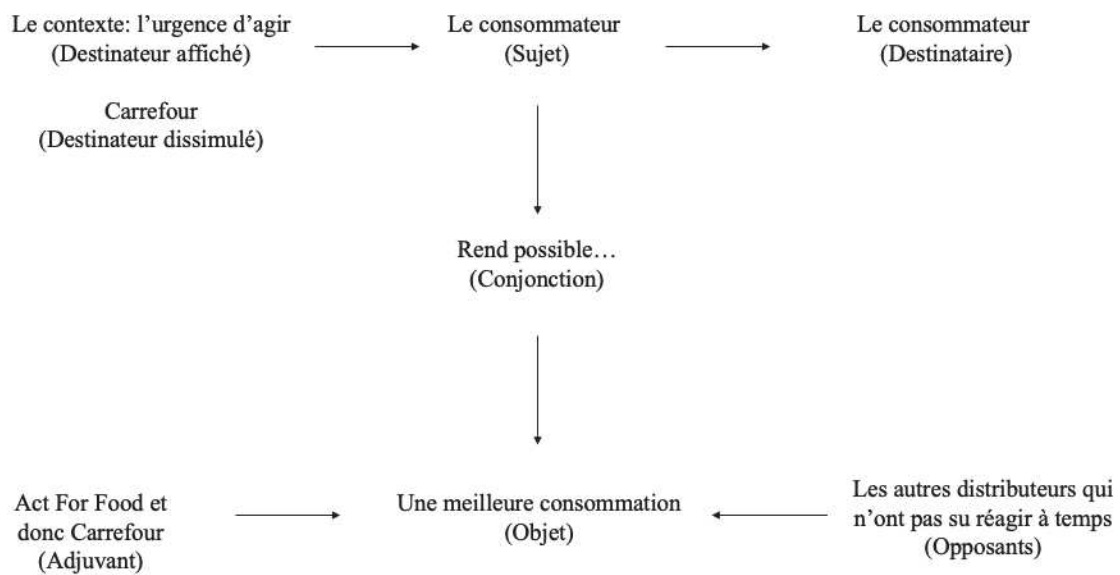 Le contexte: l’urgence d’agir
(Destinateur affiché)
Le consommateur
(Sujet)
Le consommateur
(Destinataire)
Carrefour
(Destinateur dissimulé)
Rend possible…
(Conjonction)
Act For Food et
donc Carrefour
(Adjuvant)
Une meilleure consommation
(Objet)
Les autres distributeurs qui
n’ont pas su réagir à temps
(Opposants)